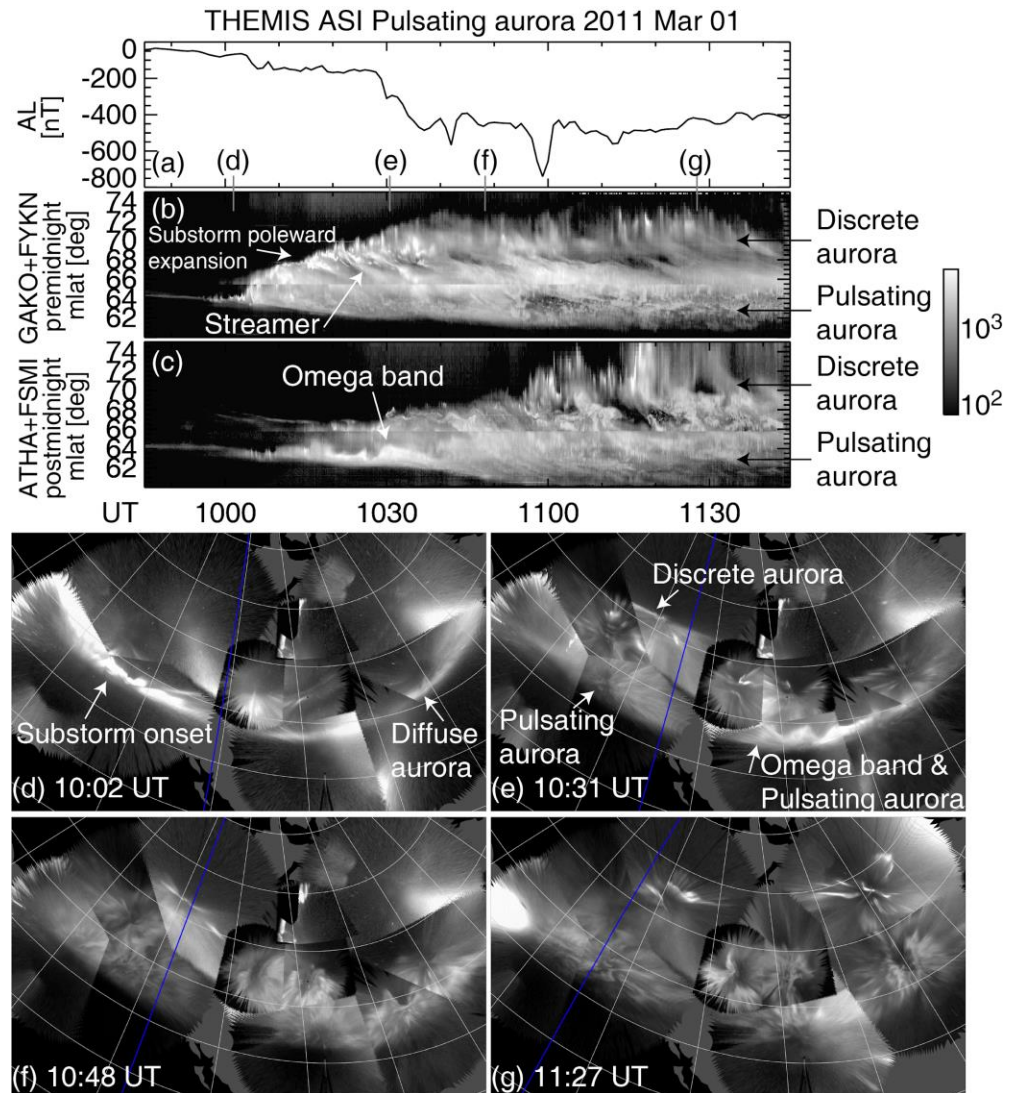 THEMIS ASI Pulsating aurora 2011 Mar 01
AL
[nT]
0
-200
-400
-600
-800
(a)
(d)
(e)
(f)
(g)
GAKO+FYKN
premidnight
mlat [deg]
74
72
70
68
66
64
62
(b)
Substorm poleward
expansion
Streamer
Discrete
aurora
Pulsating
aurora
10³
10²
ATHA+FSMI
postmidnight
mlat [deg]
74
70
68
66
64
62
(c)
Omega band
Discrete
aurora
Pulsating
aurora
UT
1000
1030
1100
1130
Substorm onset
Diffuse
aurora
(d) 10:02 UT
Discrete aurora
Pulsating
aurora
Omega band &
Pulsating aurora
(e) 10:31 UT
(f) 10:48 UT
(g) 11:27 UT